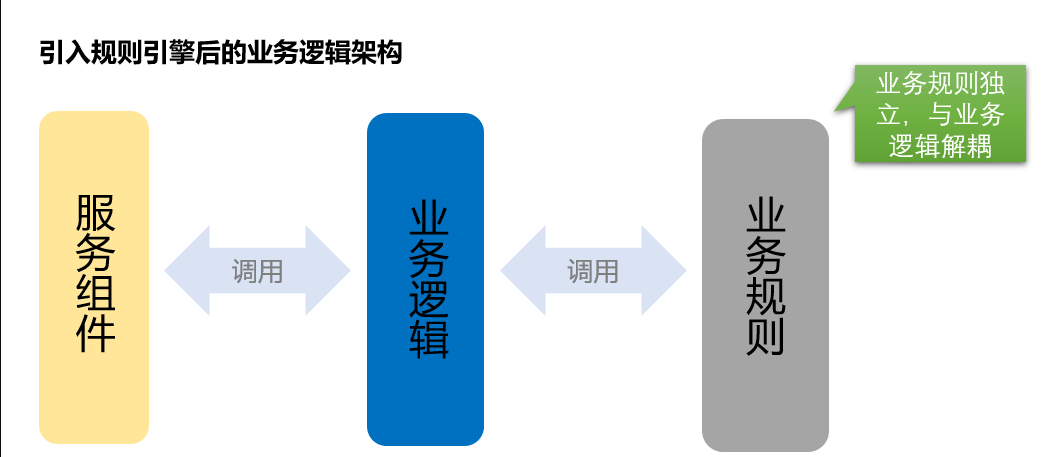 引入规则引擎后的业务逻辑架构
业务规则独
立，与业务
逻辑解耦
服务组件
调用
业务逻辑
调用
业务规则